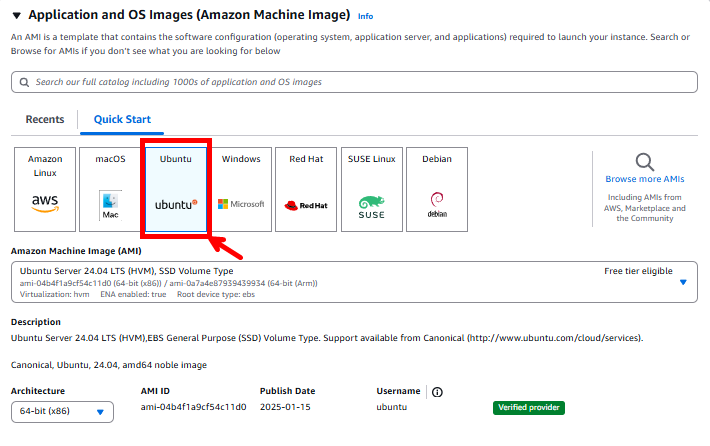 Application and OS Images (Amazon Machine Image) Info
An AMI is a template that contains the software configuration (operating system, application server, and applications) required to launch your instance. Search or
Browse for AMIs if you don't see what you are looking for below
Search our full catalog including 1000s of application and OS images
Recents Quick Start
Amazon Linux
aws
macOS
Mac
Ubuntu
ubuntu
Windows
Microsoft
Red Hat
Red Hat
SUSE Linux
SUSE
Debian
debian
Browse more AMIs
Including AMIs from
AWS, Marketplace and
the Community
Amazon Machine Image (AMI)
Ubuntu Server 24.04 LTS (HVM), SSD Volume Type Free tier eligible
ami-04b4f1a9cf54c11d0 (64-bit (x86)) / ami-0a7a4e87939439934 (64-bit (Arm))
Virtualization: hvm ENA enabled: true Root device type: ebs
Description
Ubuntu Server 24.04 LTS (HVM),EBS General Purpose (SSD) Volume Type. Support available from Canonical (http://www.ubuntu.com/cloud/services).
Canonical, Ubuntu, 24.04, amd64 noble image
Architecture AMI ID Publish Date Username
64-bit (x86) ami-04b4f1a9cf54c11d0 2025-01-15 ubuntu Verified provider